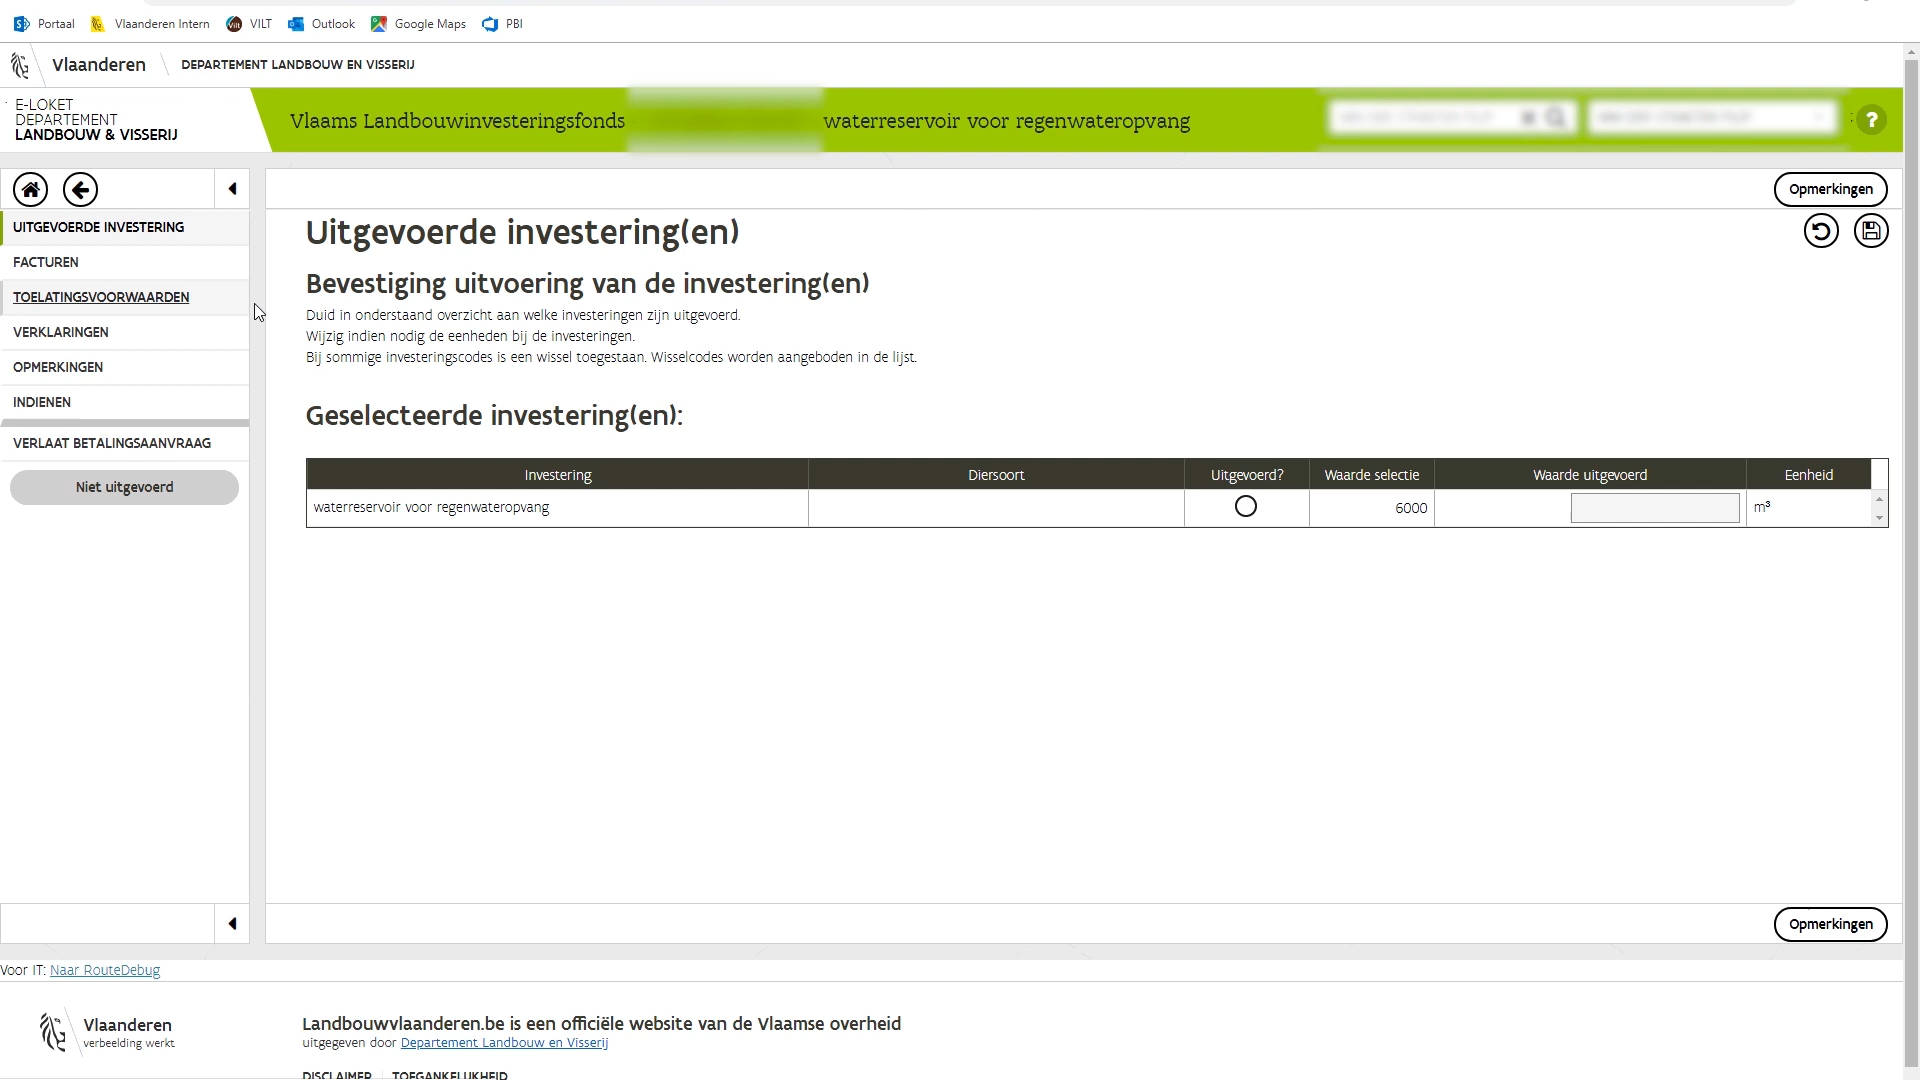 Portaal Vlaanderen Intern VILT Outlook Google Maps PBI
Vlaanderen DEPARTEMENT LANDBOUW EN VISSERIJ
E-LOKET
DEPARTEMENT
LANDBOUW & VISSERIJ
Vlaams Landbouwinvesteringsfonds waterreservoir voor regenwateropvang ?
Opmerkingen
UITGEVOERDE INVESTERING
FACTUREN
TOELATINGSVOORWAARDEN
VERKLARINGEN
OPMERKINGEN
INDIENEN
VERLAAT BETALINGSAANVRAAG
Niet uitgevoerd
Uitgevoerde investering(en)
Bevestiging uitvoering van de investering(en)
Duid in onderstaand overzicht aan welke investeringen zijn uitgevoerd.
Wijzig indien nodig de eenheden bij de investeringen.
Bij sommige investeringscodes is een wissel toegestaan. Wisselcodes worden aangeboden in de lijst.
Geselecteerde investering(en):
Investering Diersoort Uitgevoerd? Waarde selectie Waarde uitgevoerd Eenheid
waterreservoir voor regenwateropvang 6000 m³
Opmerkingen
Voor IT: Naar RouteDebug
Vlaanderen
verbeelding werkt
Landbouwvlaanderen.be is een officiële website van de Vlaamse overheid
uitgegeven door Departement Landbouw en Visserij
DISCLAIMER TOEGANKELIJKHEID